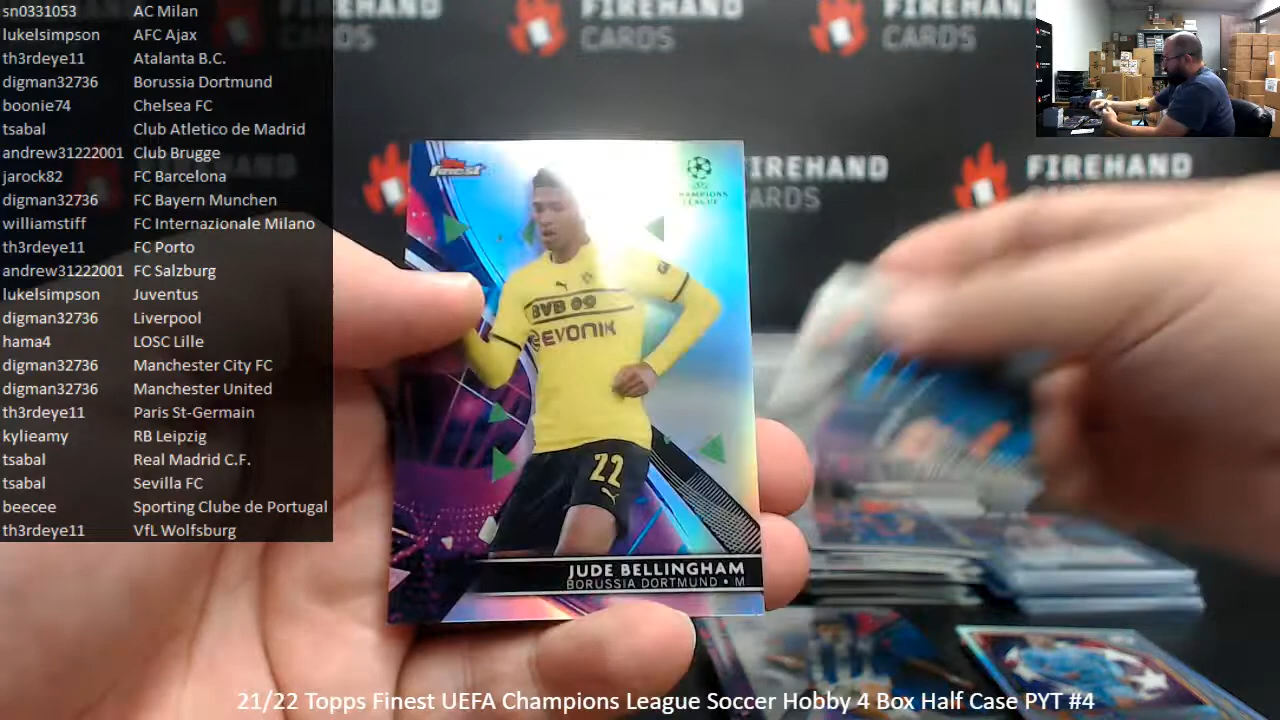 sn0331053 AC Milan
lukelsimpson AFC Ajax
th3rdeye11 Atalanta B.C.
digman32736 Borussia Dortmund
boonie74 Chelsea FC
tsabal Club Atletico de Madrid
andrew31222001 Club Brugge
jarock82 FC Barcelona
digman32736 FC Bayern Munchen
williamstiff FC Internazionale Milano
th3rdeye11 FC Porto
andrew31222001 FC Salzburg
lukelsimpson Juventus
digman32736 Liverpool
hama4 LOSC Lille
digman32736 Manchester City FC
digman32736 Manchester United
th3rdeye11 Paris St-Germain
kylieamy RB Leipzig
tsabal Real Madrid C.F.
tsabal Sevilla FC
beecee Sporting Clube de Portugal
th3rdeye11 VfL Wolfsburg
FIREHAND
CARDS
FIREHAND
CARDS
FIREHAND
CARDS
FIREHAND
CARDS
Topps
Finest
CHAMPIONS
LEAGUE
BVB 09
EVONIK
22
JUDE BELLINGHAM
BORUSSIA DORTMUND • M
21/22 Topps Finest UEFA Champions League Soccer Hobby 4 Box Half Case PYT #4